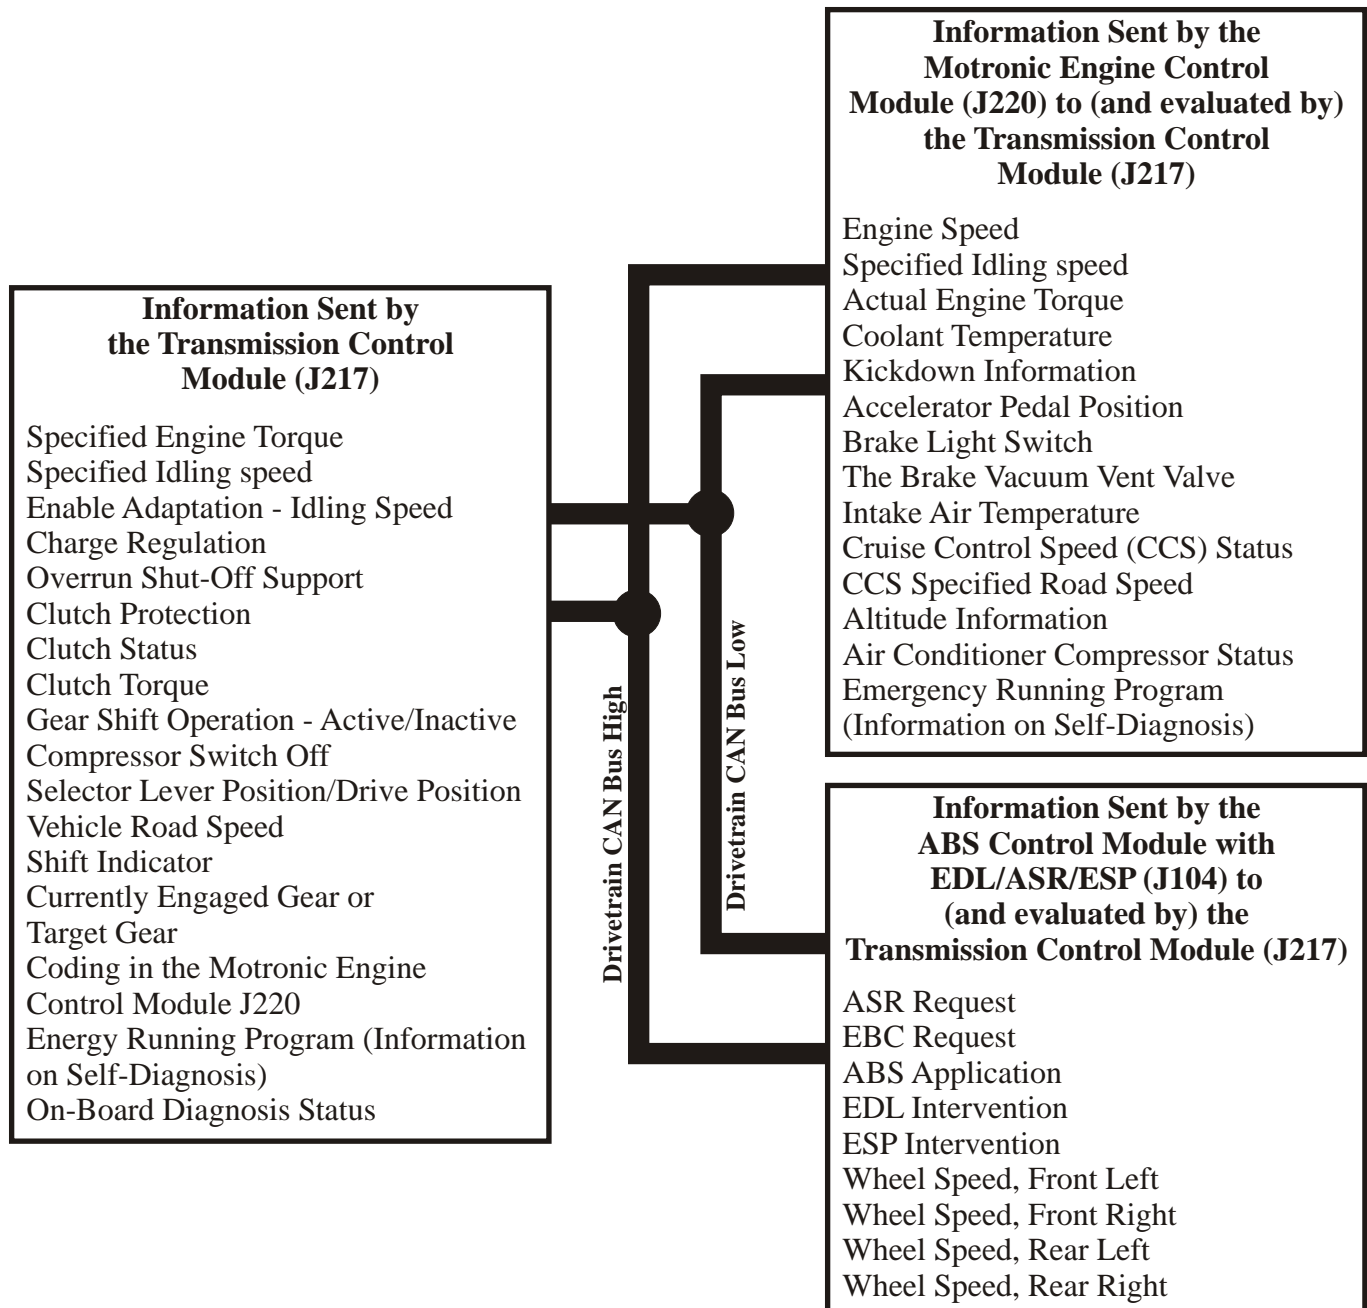 Information Sent by
the Transmission Control
Module (J217)
Specified Engine Torque
Specified Idling speed
Enable Adaptation - Idling Speed
Charge Regulation
Overrun Shut-Off Support
Clutch Protection
Clutch Status
Clutch Torque
Gear Shift Operation - Active/Inactive
Compressor Switch Off
Selector Lever Position/Drive Position
Vehicle Road Speed
Shift Indicator
Currently Engaged Gear or
Target Gear
Coding in the Motronic Engine
Control Module J220
Energy Running Program (Information
on Self-Diagnosis)
On-Board Diagnosis Status
Drivetrain CAN Bus High
Drivetrain CAN Bus Low
Information Sent by the
Motronic Engine Control
Module (J220) to (and evaluated by)
the Transmission Control
Module (J217)
Engine Speed
Specified Idling speed
Actual Engine Torque
Coolant Temperature
Kickdown Information
Accelerator Pedal Position
Brake Light Switch
The Brake Vacuum Vent Valve
Intake Air Temperature
Cruise Control Speed (CCS) Status
CCS Specified Road Speed
Altitude Information
Air Conditioner Compressor Status
Emergency Running Program
(Information on Self-Diagnosis)
Information Sent by the
ABS Control Module with
EDL/ASR/ESP (J104) to
(and evaluated by) the
Transmission Control Module (J217)
ASR Request
EBC Request
ABS Application
EDL Intervention
ESP Intervention
Wheel Speed, Front Left
Wheel Speed, Front Right
Wheel Speed, Rear Left
Wheel Speed, Rear Right